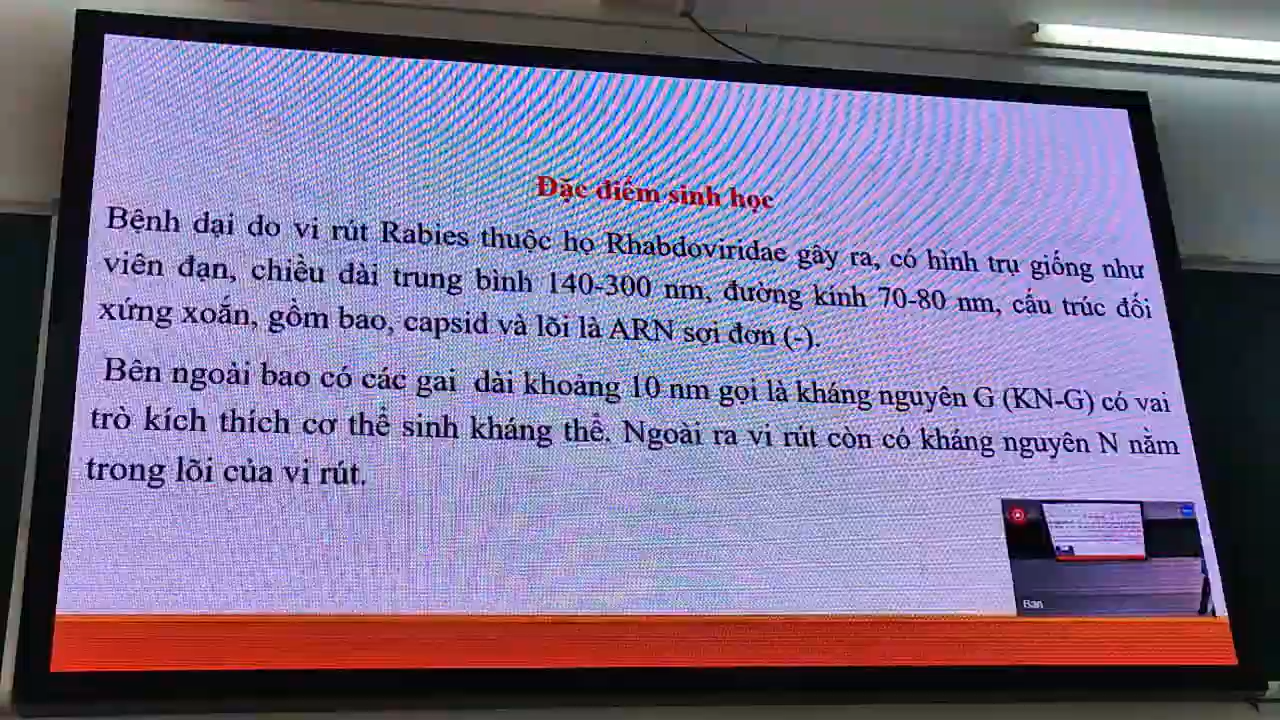 Đặc điểm sinh học
Bệnh dại do vi rút Rabies thuộc họ Rhabdoviridae gây ra, có hình trụ giống như
viên đạn, chiều dài trung bình 140-300 nm, đường kính 70-80 nm, cấu trúc đối
xứng xoắn, gồm bao, capsid và lõi là ARN sợi đơn (-).
Bên ngoài bao có các gai dài khoảng 10 nm gọi là kháng nguyên G (KN-G) có vai
trò kích thích cơ thể sinh kháng thể. Ngoài ra vi rút còn có kháng nguyên N nằm
trong lõi của vi rút.
Bạn